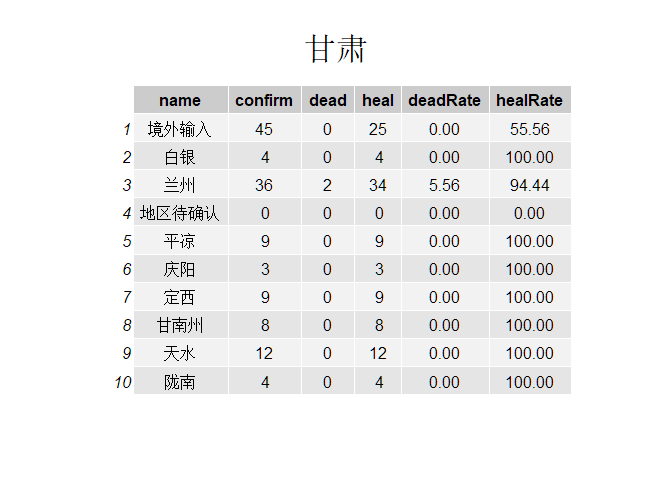 甘肃
name confirm dead heal deadRate healRate
1 境外输入 45 0 25 0.00 55.56
2 白银 4 0 4 0.00 100.00
3 兰州 36 2 34 5.56 94.44
4 地区待确认 0 0 0 0.00 0.00
5 平凉 9 0 9 0.00 100.00
6 庆阳 3 0 3 0.00 100.00
7 定西 9 0 9 0.00 100.00
8 甘南州 8 0 8 0.00 100.00
9 天水 12 0 12 0.00 100.00
10 陇南 4 0 4 0.00 100.00